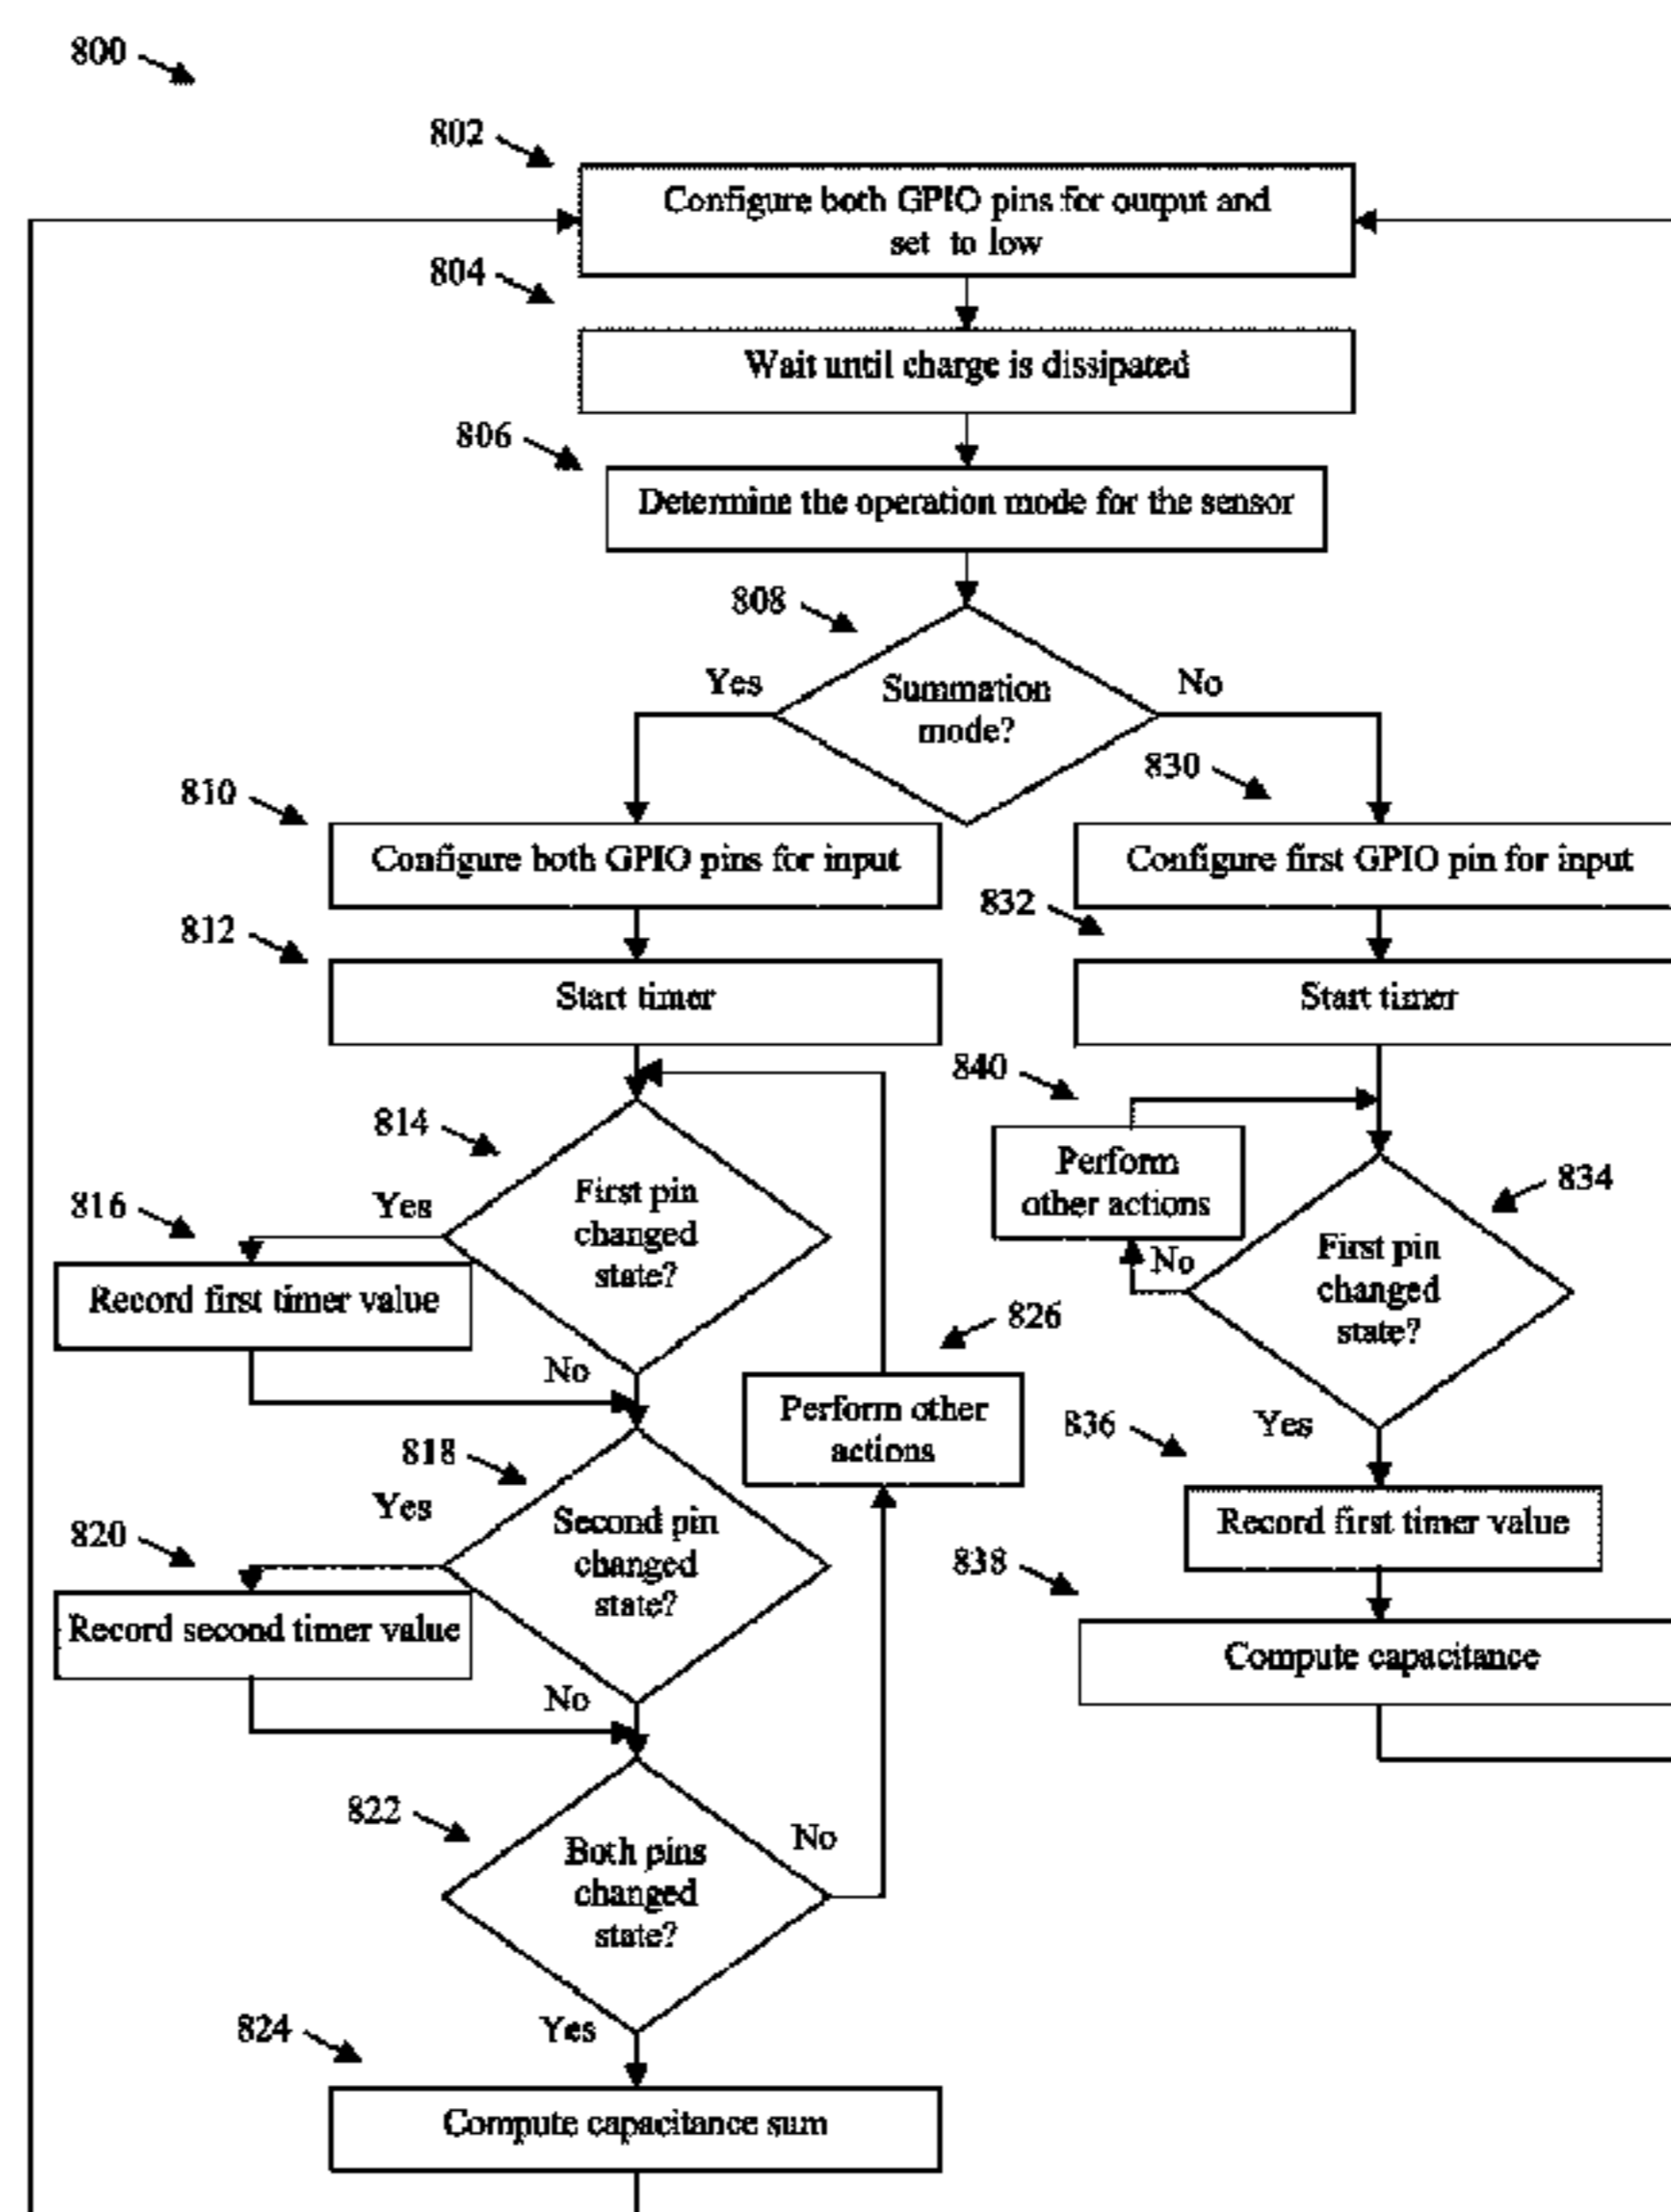 800
802
Configure both GPIO pins for output and
set to low
804
Wait until charge is dissipated
806
Determine the operation mode for the sensor
808
Summation
mode?
Yes
No
810
Configure both GPIO pins for input
830
Configure first GPIO pin for input
812
Start timer
832
Start timer
814
First pin
changed
state?
Yes
No
816
Record first timer value
840
Perform
other actions
834
First pin
changed
state?
No
Yes
826
Perform other
actions
818
Second pin
changed
state?
Yes
No
820
Record second timer value
836
Record first timer value
838
Compute capacitance
822
Both pins
changed
state?
No
Yes
824
Compute capacitance sum